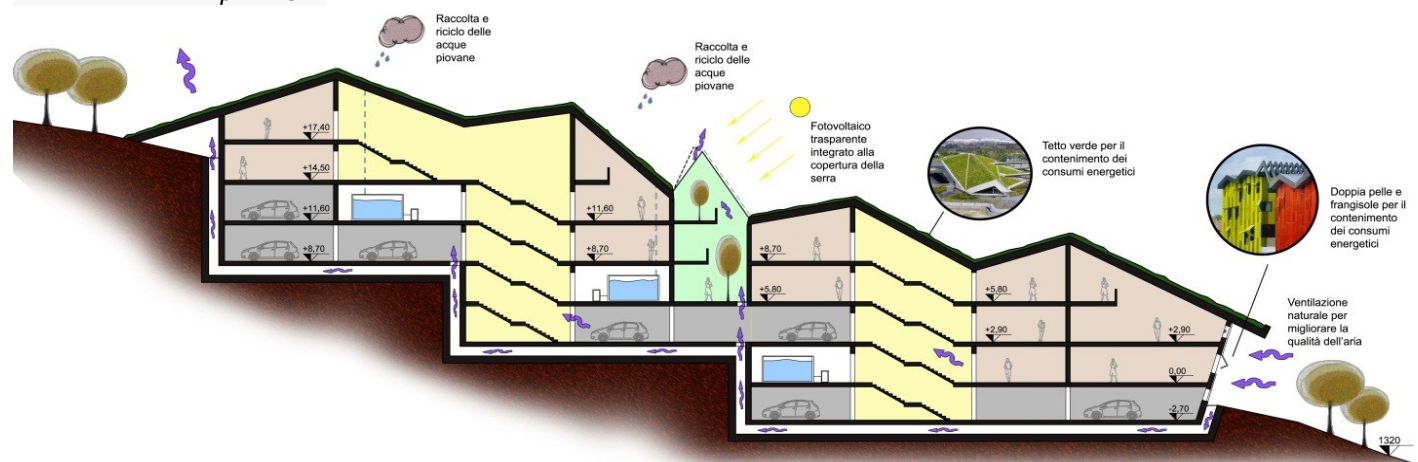 Raccolta e
riciclo delle
acque
piovane
Raccolta e
riciclo delle
acque
piovane
Fotovoltaico
trasparente
integrato alla
copertura della
serra
Tetto verde per il
contenimento dei
consumi energetici
Doppia pelle e
frangisole per il
contenimento
dei consumi
energetici
Ventilazione
naturale per
migliorare la
qualità dell'aria
+17,40
+14,50
+11,60
+8,70
+11,60
+8,70
+8,70
+5,80
+2,90
+5,80
+2,90
+2,90
0,00
-2,70
1320